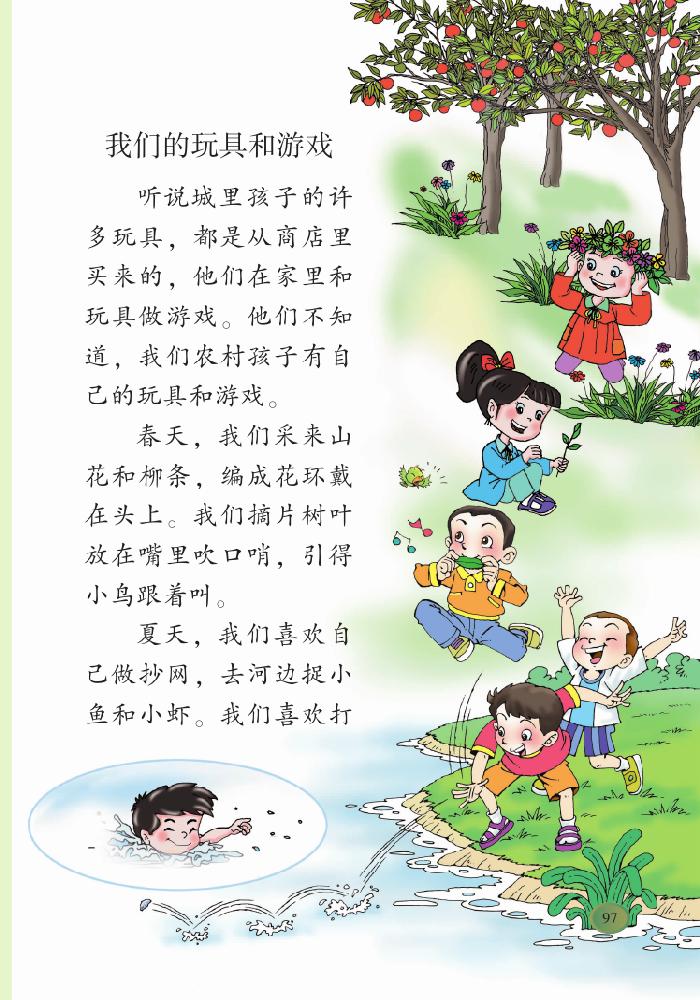 我们的玩具和游戏
听说城里孩子的许
多玩具，都是从商店里
买来的，他们在家里和
玩具做游戏。他们不知
道，我们农村孩子有自
己的玩具和游戏。
春天，我们采来山
花和柳条，编成花环戴
在头上。我们摘片树叶
放在嘴里吹口哨，引得
小鸟跟着叫。
夏天，我们喜欢自
己做抄网，去河边捉小
鱼和小虾。我们喜欢打
97